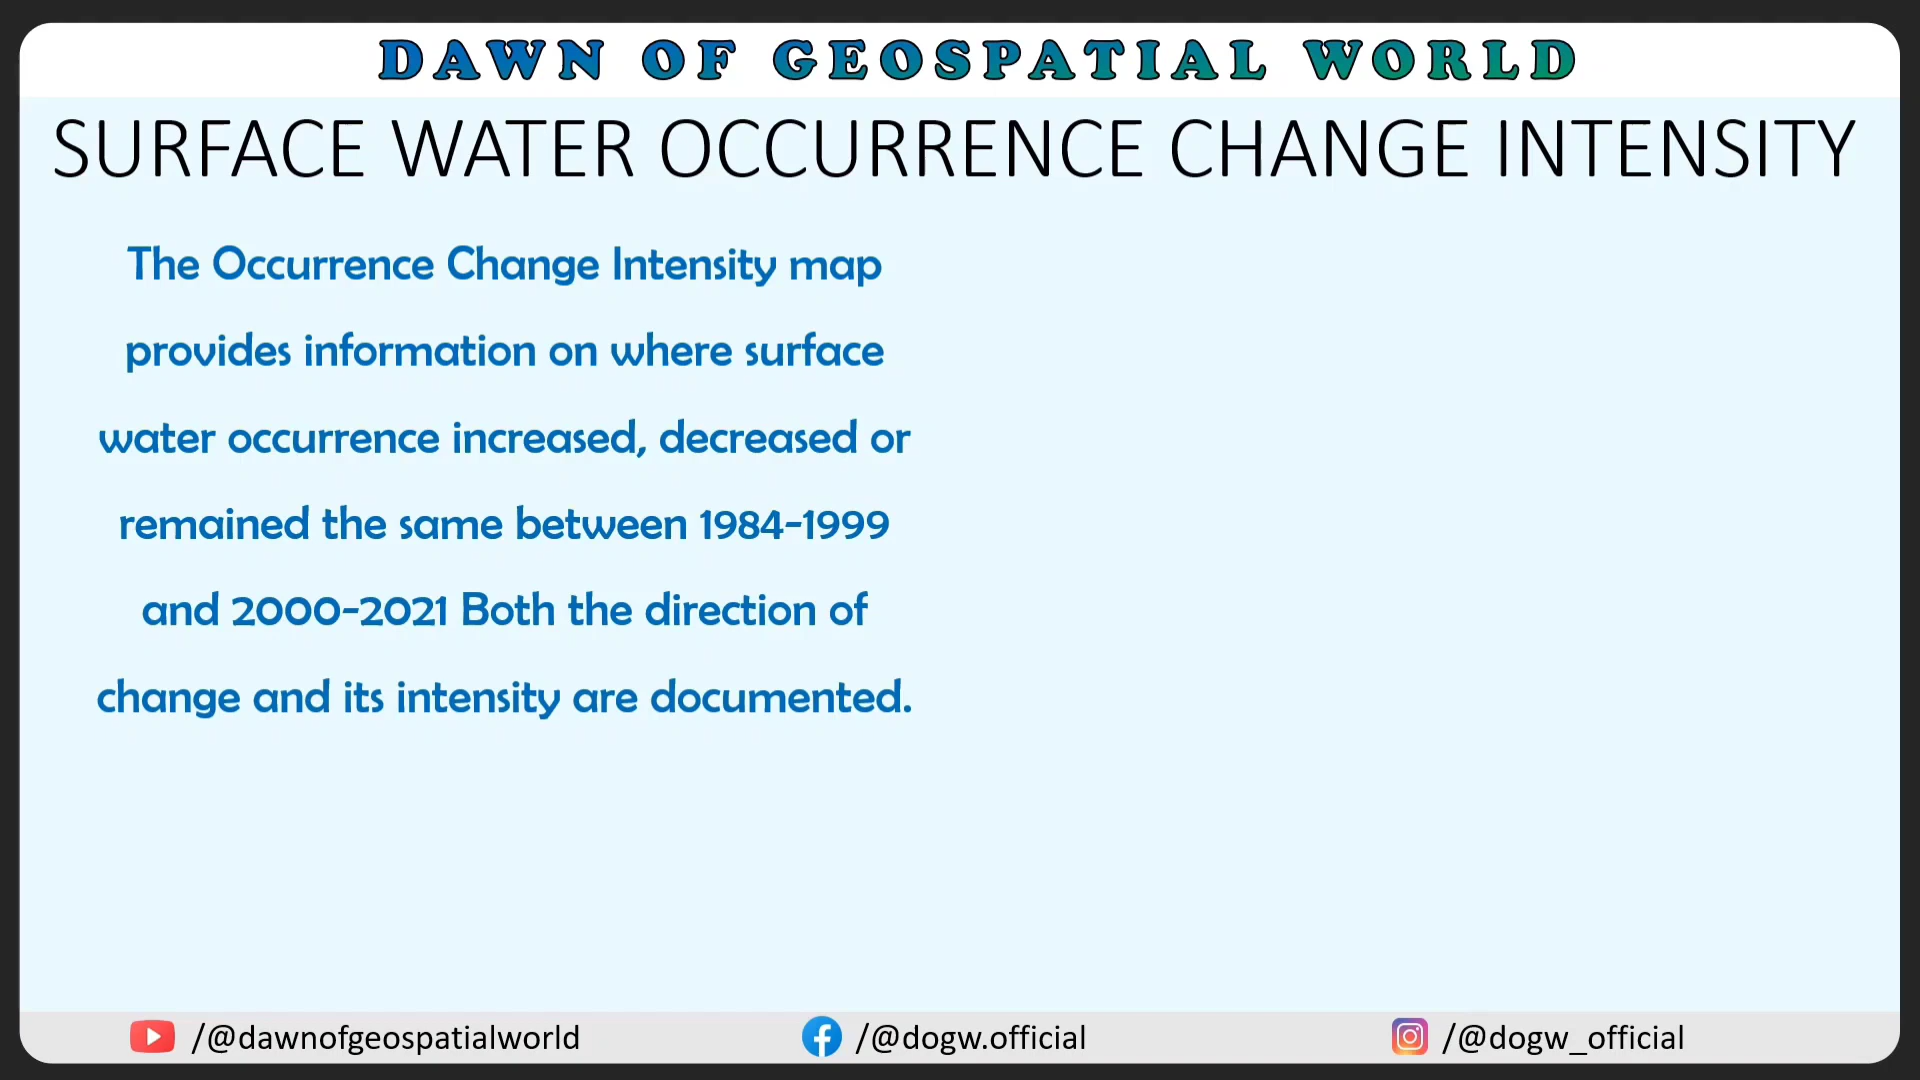 DAWN OF GEOSPATIAL WORLD
SURFACE WATER OCCURRENCE CHANGE INTENSITY
The Occurrence Change Intensity map
provides information on where surface
water occurrence increased, decreased or
remained the same between 1984-1999
and 2000-2021 Both the direction of
change and its intensity are documented.
/@dawnofgeospatialworld
/@dogw.official
/@dogw_official